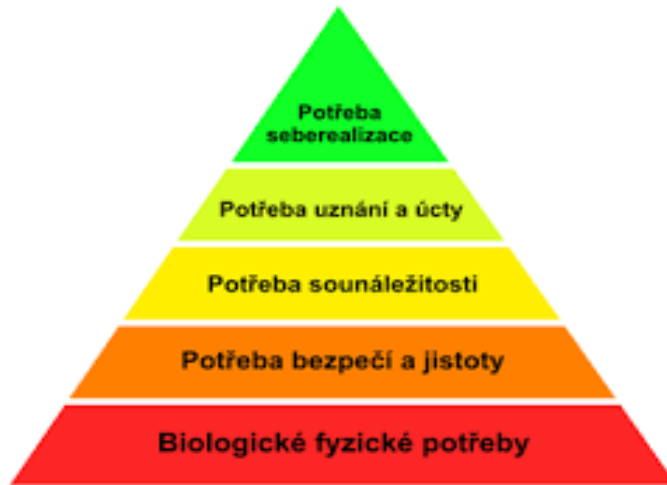 Potřeba
seberealizace
Potřeba uznání a úcty
Potřeba sounáležitosti
Potřeba bezpečí a jistoty
Biologické fyzické potřeby